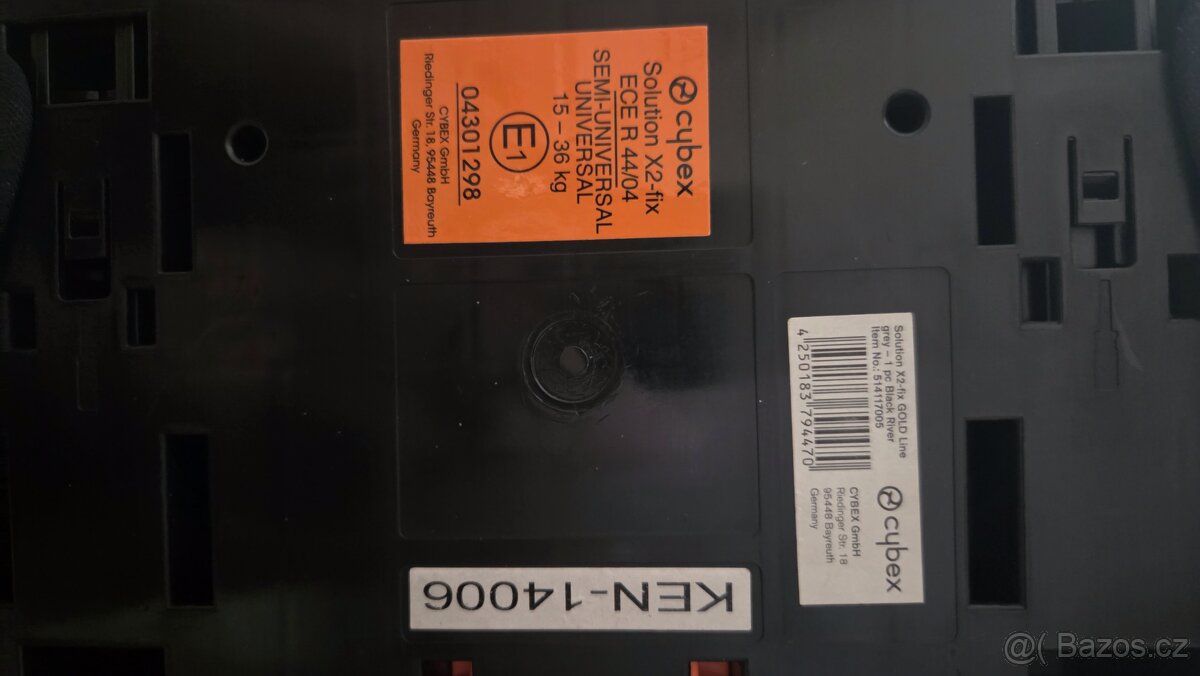 cybex
Solution X2-fix
ECE R 44/04
SEMI-UNIVERSAL
UNIVERSAL
15 – 36 kg
E1
04301298
CYBEX GmbH
Riedinger Str. 18, 95448 Bayreuth
Germany
Solution X2-fix GOLD Line
grey – 1 pc Black River
Item No.: 514117005
4 250183 794470
cybex
CYBEX GmbH
Riedinger Str. 18
95448 Bayreuth
Germany
KEN-14006
@( Bazos.cz